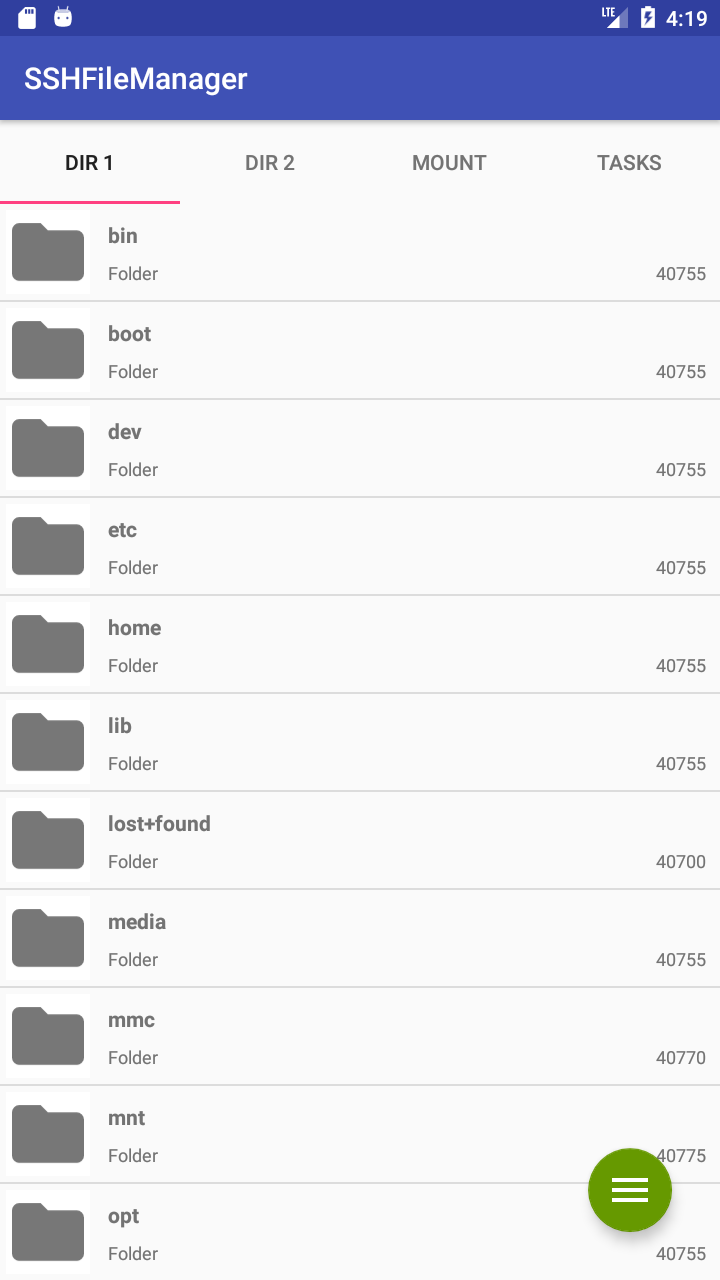 LTE 4:19
SSHFileManager
DIR 1 DIR 2 MOUNT TASKS
bin
Folder 40755
boot
Folder 40755
dev
Folder 40755
etc
Folder 40755
home
Folder 40755
lib
Folder 40755
lost+found
Folder 40700
media
Folder 40755
mmc
Folder 40770
mnt
Folder 40775
opt
Folder 40755